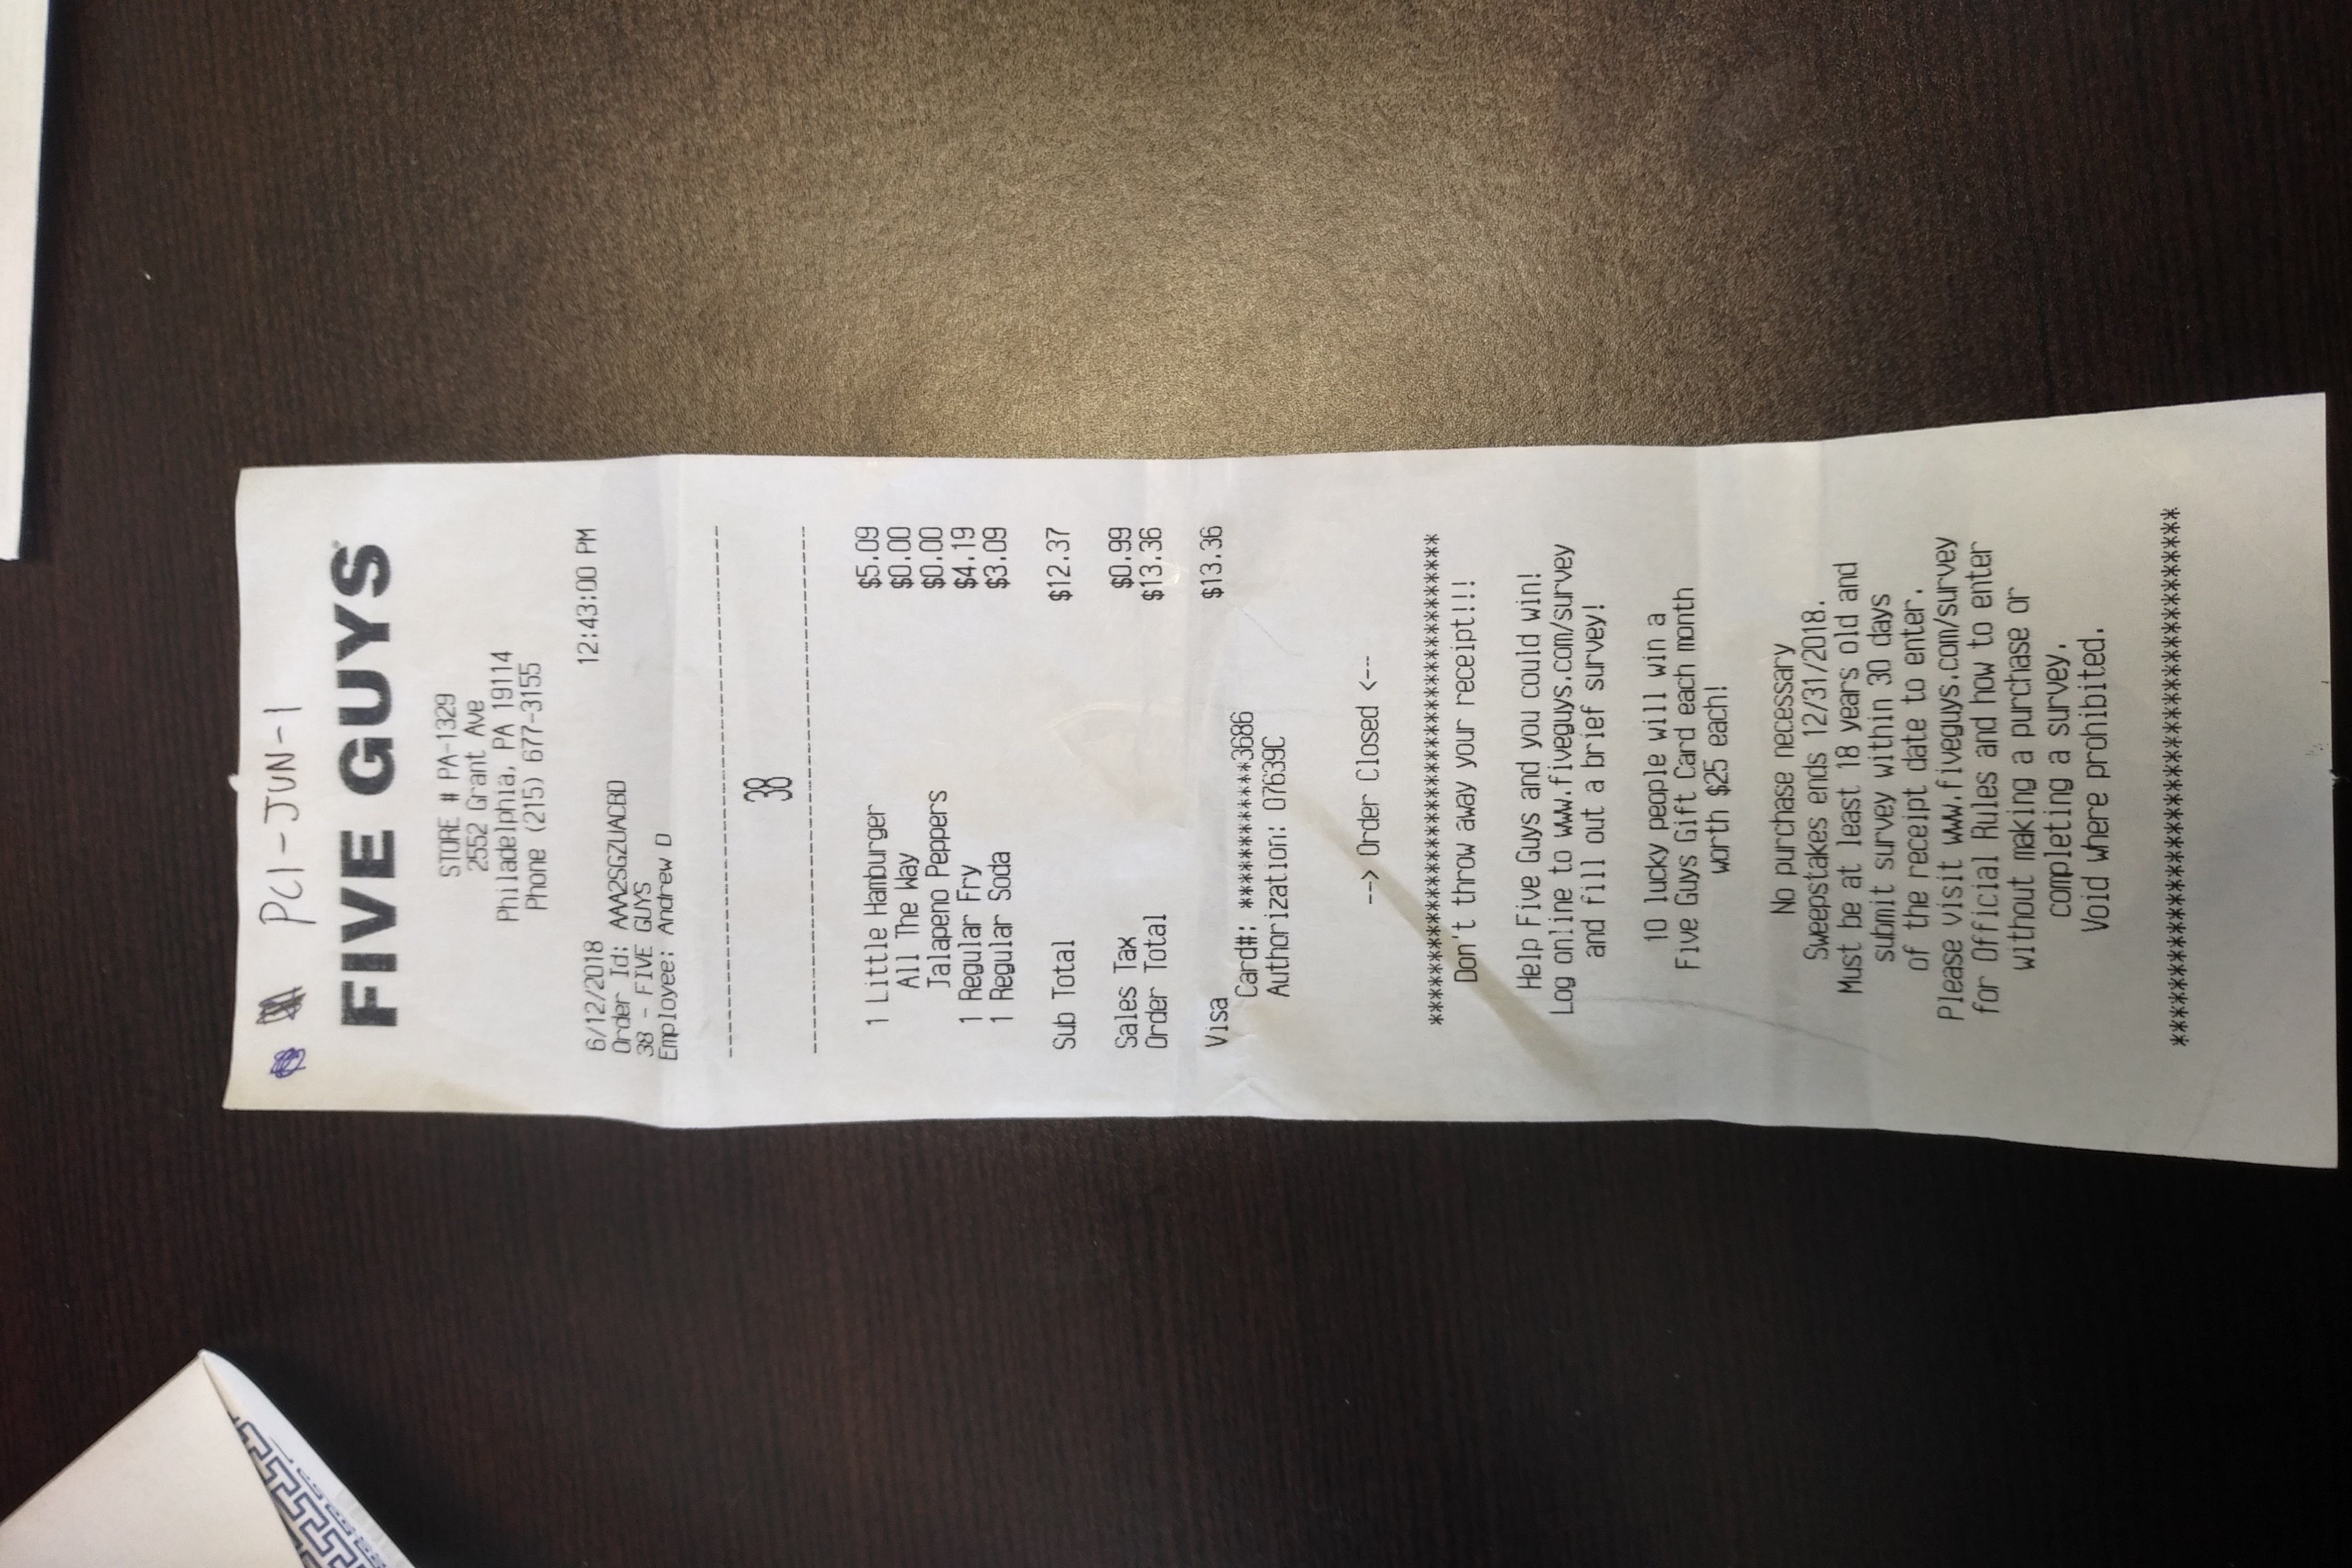 PCI-JUN-1
FIVE GUYS
STORE # PA-1329
2552 Grant Ave
Philadelphia, PA 19114
Phone (215) 677-3155
6/12/2018 12:43:00 PM
Order Id: AAA2SGZUACBD
38 - FIVE GUYS
Employee: Andrew D
------------------------------------------
38
------------------------------------------
1 Little Hamburger $5.09
All The Way $0.00
Jalapeno Peppers $0.00
1 Regular Fry $4.19
1 Regular Soda $3.09
Sub Total $12.37
Sales Tax $0.99
Order Total $13.36
Visa $13.36
Card#: ************3686
Authorization: 07639C
--> Order Closed <--
***************************************
Don't throw away your receipt!!!
Help Five Guys and you could win!
Log online to www.fiveguys.com/survey
and fill out a brief survey!
10 lucky people will win a
Five Guys Gift Card each month
worth $25 each!
No purchase necessary
Sweepstakes ends 12/31/2018.
Must be at least 18 years old and
submit survey within 30 days
of the receipt date to enter.
Please visit www.fiveguys.com/survey
for Official Rules and how to enter
without making a purchase or
completing a survey.
Void where prohibited.
***************************************